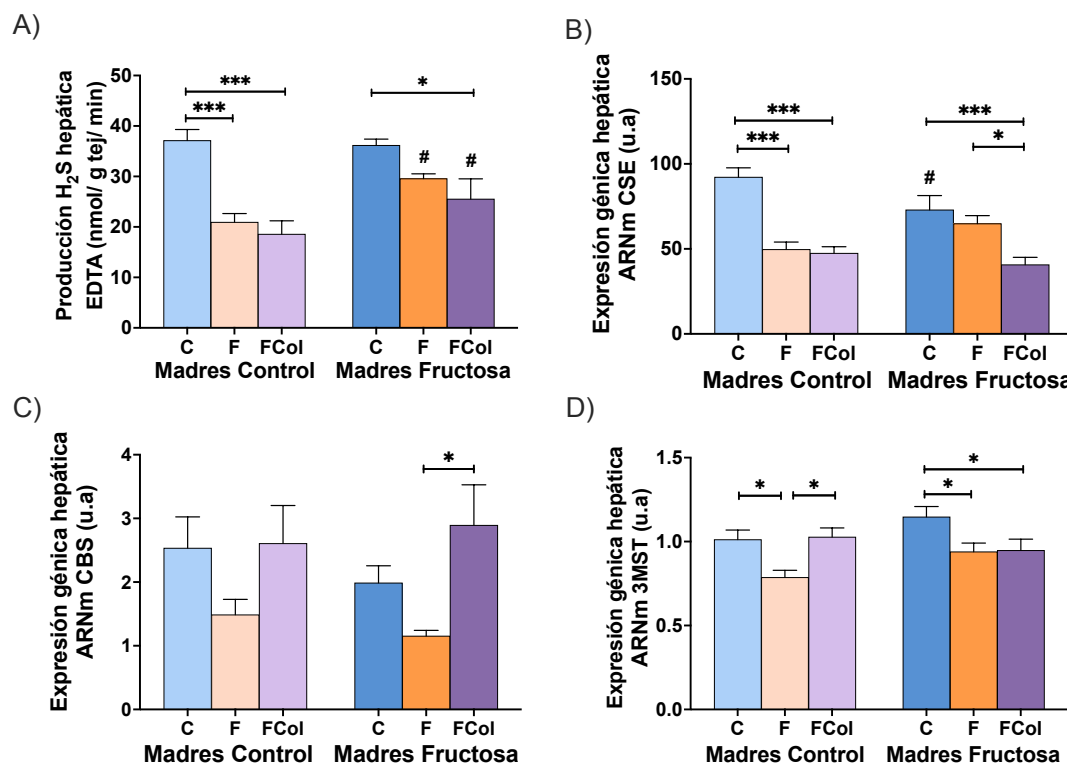 A)
Producción H₂S hepática
EDTA (nmol/ g tej/ min)
50
40
30
20
10
0
***
***
*
#
#
C F FCol C F FCol
Madres Control Madres Fructosa
B)
Expresión génica hepática
ARNm CSE (u.a)
150
100
50
0
***
***
***
*
#
C F FCol C F FCol
Madres Control Madres Fructosa
C)
Expresión génica hepática
ARNm CBS (u.a)
4
3
2
1
0
*
C F FCol C F FCol
Madres Control Madres Fructosa
D)
Expresión génica hepática
ARNm 3MST (u.a)
1.5
1.0
0.5
0.0
* *
*
*
C F FCol C F FCol
Madres Control Madres Fructosa